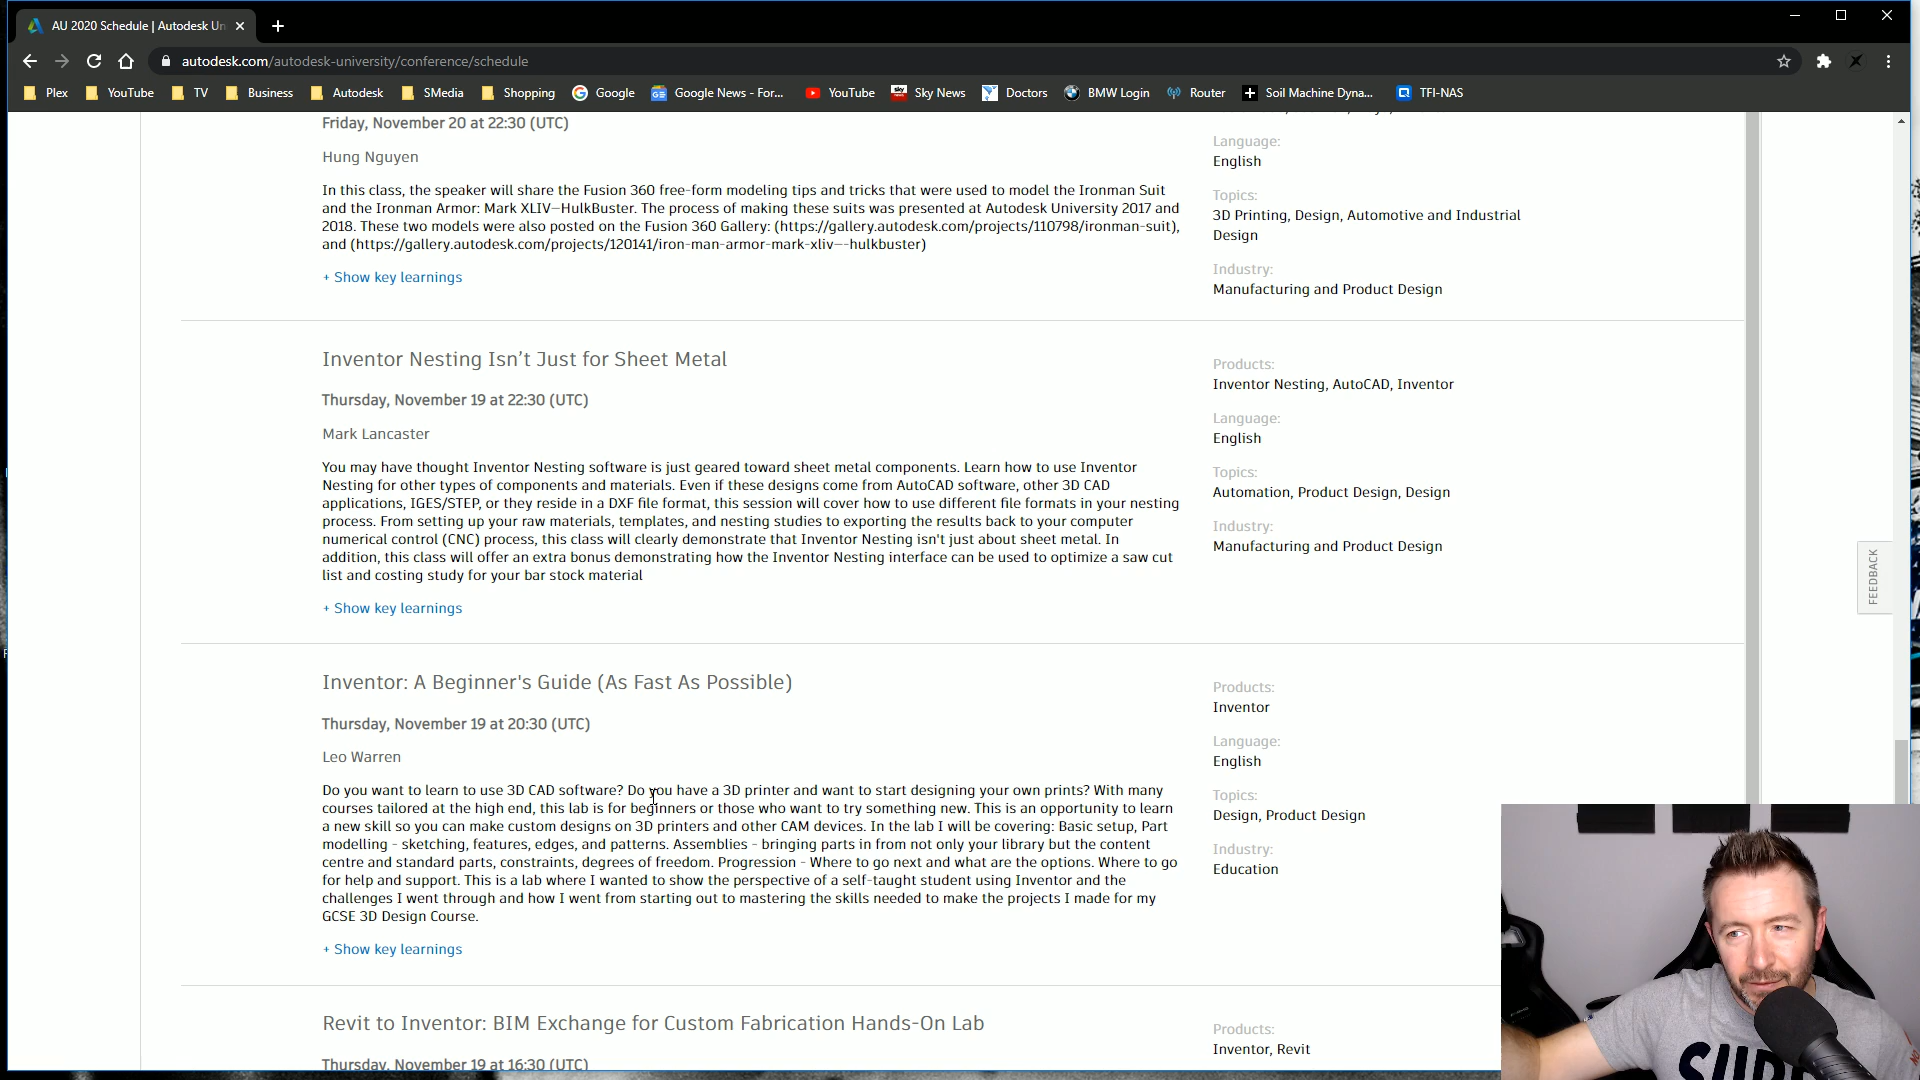 AU 2020 Schedule | Autodesk Un
autodesk.com/autodesk-university/conference/schedule
Plex YouTube TV Business Autodesk SMedia Shopping Google Google News - For... YouTube Sky News Doctors BMW Login Router Soil Machine Dyna... TFI-NAS
Friday, November 20 at 22:30 (UTC)
Hung Nguyen
In this class, the speaker will share the Fusion 360 free-form modeling tips and tricks that were used to model the Ironman Suit
and the Ironman Armor: Mark XLIV—HulkBuster. The process of making these suits was presented at Autodesk University 2017 and
2018. These two models were also posted on the Fusion 360 Gallery: (https://gallery.autodesk.com/projects/110798/ironman-suit),
and (https://gallery.autodesk.com/projects/120141/iron-man-armor-mark-xliv---hulkbuster)
+ Show key learnings
Language:
English
Topics:
3D Printing, Design, Automotive and Industrial
Design
Industry:
Manufacturing and Product Design
Inventor Nesting Isn’t Just for Sheet Metal
Thursday, November 19 at 22:30 (UTC)
Mark Lancaster
You may have thought Inventor Nesting software is just geared toward sheet metal components. Learn how to use Inventor
Nesting for other types of components and materials. Even if these designs come from AutoCAD software, other 3D CAD
applications, IGES/STEP, or they reside in a DXF file format, this session will cover how to use different file formats in your nesting
process. From setting up your raw materials, templates, and nesting studies to exporting the results back to your computer
numerical control (CNC) process, this class will clearly demonstrate that Inventor Nesting isn't just about sheet metal. In
addition, this class will offer an extra bonus demonstrating how the Inventor Nesting interface can be used to optimize a saw cut
list and costing study for your bar stock material
+ Show key learnings
Products:
Inventor Nesting, AutoCAD, Inventor
Language:
English
Topics:
Automation, Product Design, Design
Industry:
Manufacturing and Product Design
Inventor: A Beginner's Guide (As Fast As Possible)
Thursday, November 19 at 20:30 (UTC)
Leo Warren
Do you want to learn to use 3D CAD software? Do you have a 3D printer and want to start designing your own prints? With many
courses tailored at the high end, this lab is for beginners or those who want to try something new. This is an opportunity to learn
a new skill so you can make custom designs on 3D printers and other CAM devices. In the lab I will be covering: Basic setup, Part
modelling - sketching, features, edges, and patterns. Assemblies - bringing parts in from not only your library but the content
centre and standard parts, constraints, degrees of freedom. Progression - Where to go next and what are the options. Where to go
for help and support. This is a lab where I wanted to show the perspective of a self-taught student using Inventor and the
challenges I went through and how I went from starting out to mastering the skills needed to make the projects I made for my
GCSE 3D Design Course.
+ Show key learnings
Products:
Inventor
Language:
English
Topics:
Design, Product Design
Industry:
Education
Revit to Inventor: BIM Exchange for Custom Fabrication Hands-On Lab
Thursday, November 19 at 16:30 (UTC)
Products:
Inventor, Revit
FEEDBACK